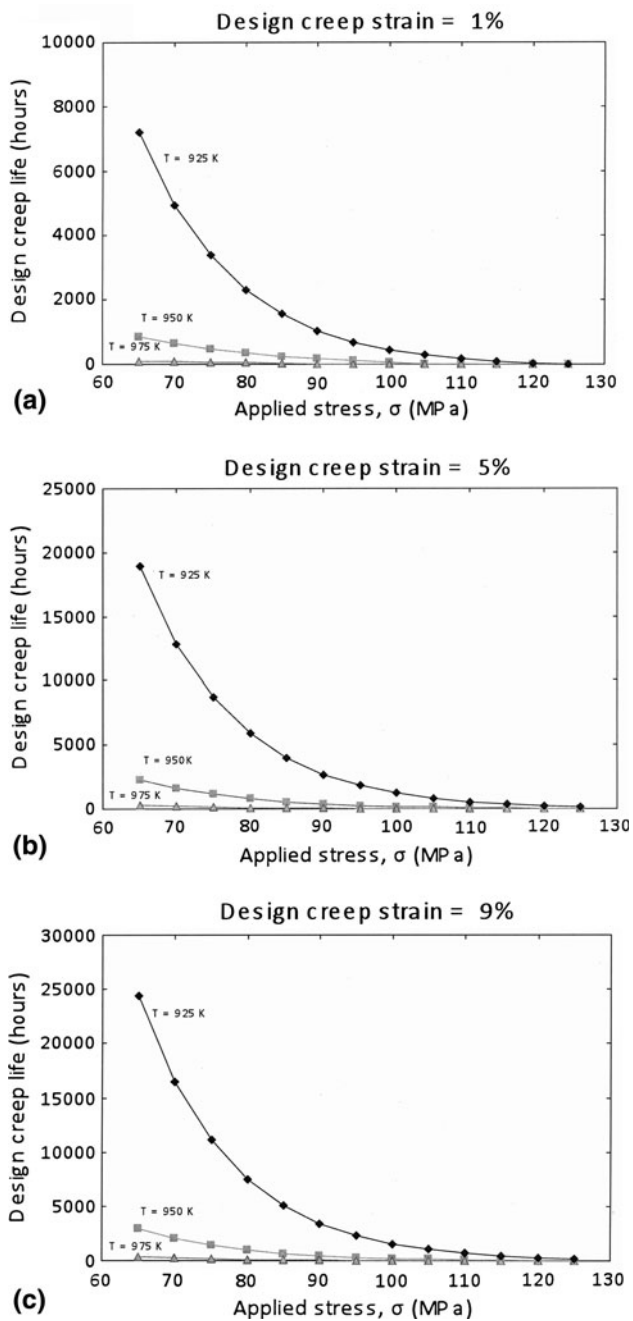 Design creep strain = 1%
Design creep life (hours)
10000
8000
6000
4000
2000
0
T = 925 K
T = 950 K
T = 975 K
60 70 80 90 100 110 120 130
(a)
Applied stress, σ (MPa)
Design creep strain = 5%
Design creep life (hours)
25000
20000
15000
10000
5000
0
T = 925 K
T = 950K
T = 975 K
60 70 80 90 100 110 120 130
(b)
Applied stress, σ (MPa)
Design creep strain = 9%
Design creep life (hours)
30000
25000
20000
15000
10000
5000
0
T = 925 K
T = 950 K
T = 975 K
60 70 80 90 100 110 120 130
(c)
Applied stress, σ (MPa)